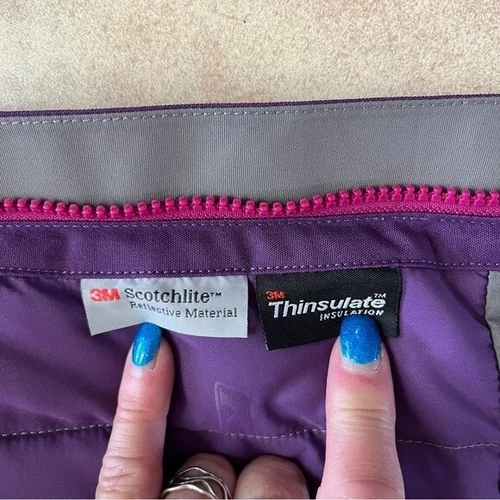 3M Scotchlite™
Reflective Material
3M
Thinsulate™
INSULATION